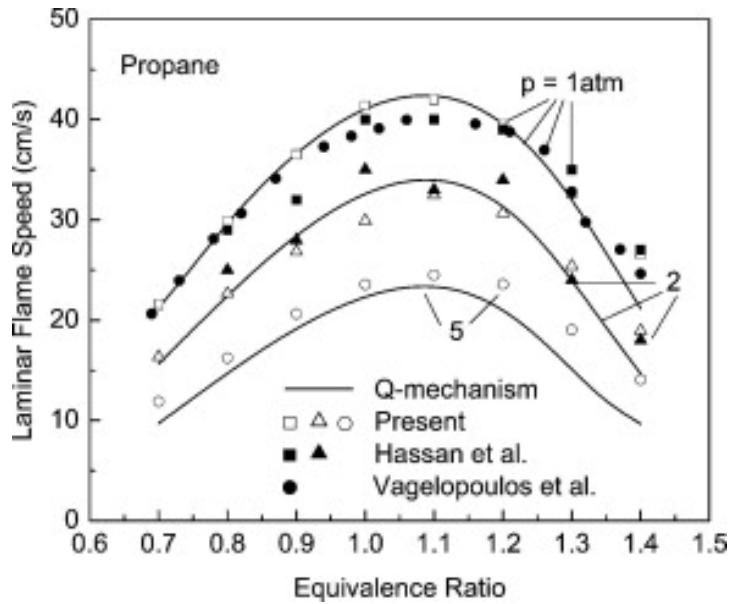 50
Propane
p = 1atm
40
30
2
20
5
Q-mechanism
10
Present
Hassan et al.
Vagelopoulos et al.
0
0.6 0.7 0.8 0.9 1.0 1.1 1.2 1.3 1.4 1.5
Equivalence Ratio
Laminar Flame Speed (cm/s)